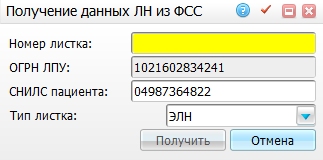 Получение данных ЛН из ФСС
Номер листка:
ОГРН ЛПУ: 1021602834241
СНИЛС пациента: 04987364822
Тип листка: ЭЛН
Получить Отмена